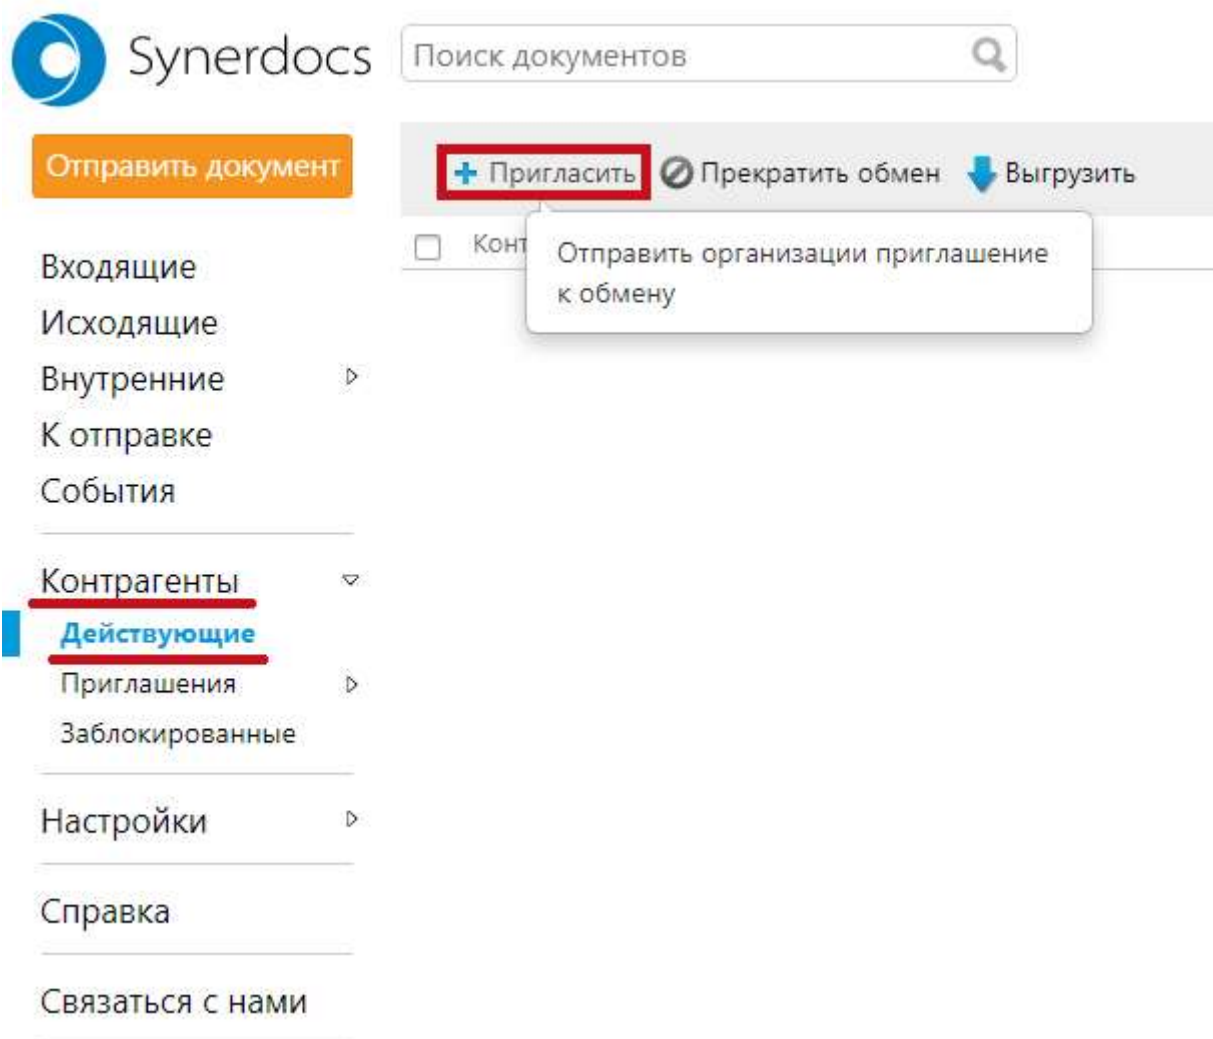 Synerdocs
Поиск документов
Отправить документ
Пригласить
Прекратить обмен
Выгрузить
Отправить организации приглашение
к обмену
Входящие
Исходящие
Внутренние
К отправке
События
Контрагенты
Действующие
Приглашения
Заблокированные
Настройки
Справка
Связаться с нами